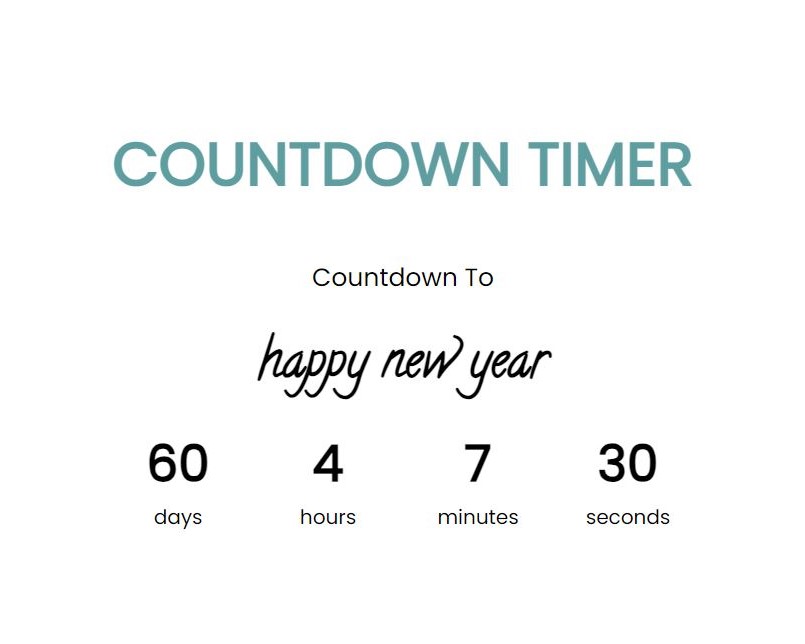 COUNTDOWN TIMER
Countdown To
happy new year
60 4 7 30
days hours minutes seconds